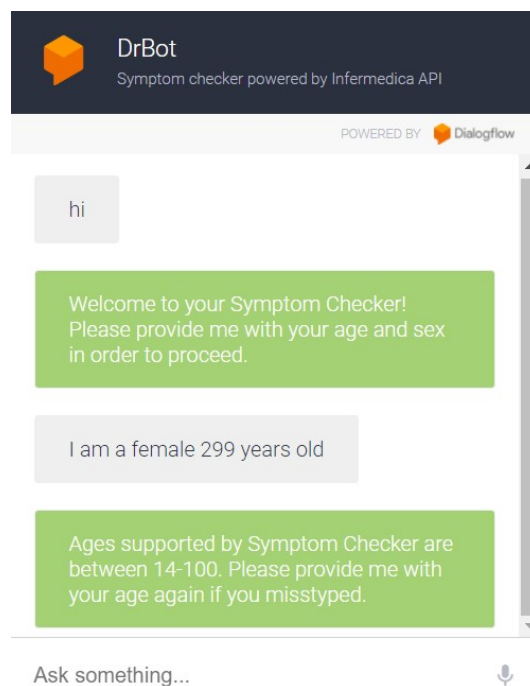 DrBot
Symptom checker powered by Infermedica API
POWERED BY Dialogflow
hi
Welcome to your Symptom Checker!
Please provide me with your age and sex
in order to proceed.
I am a female 299 years old
Ages supported by Symptom Checker are
between 14-100. Please provide me with
your age again if you misstyped.
Ask something...